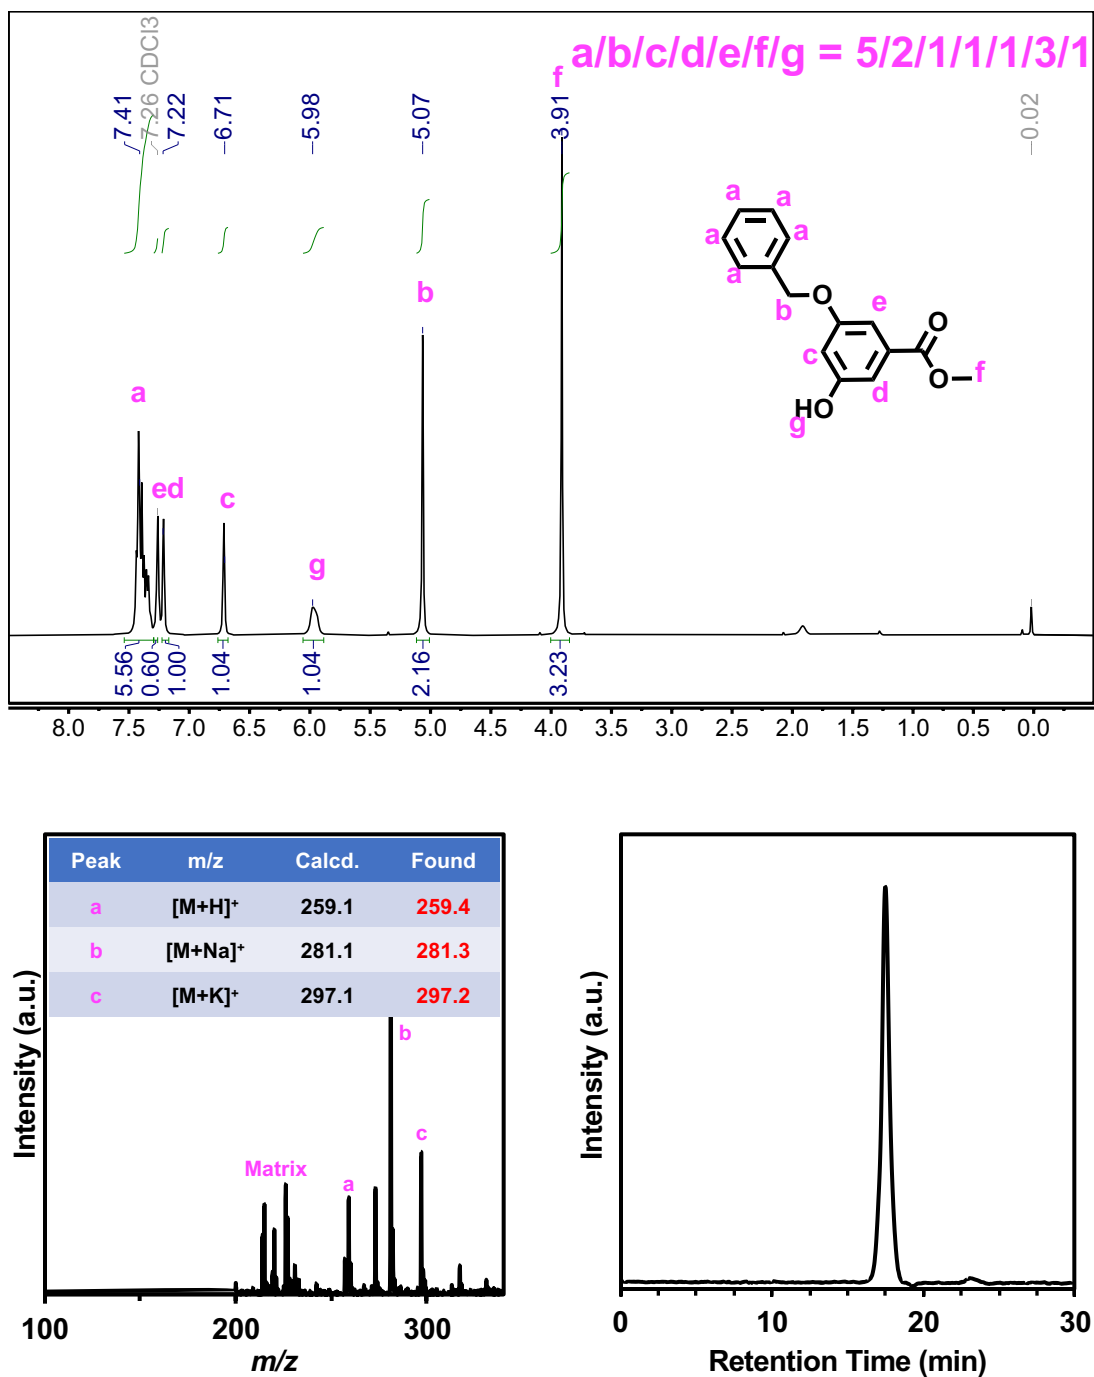 a/b/c/d/e/f/g = 5/2/1/1/1/3/1
7.41
7.26 CDCl3
7.22
6.71
5.98
5.07
f
3.91
-0.02
a
a
a
a
a
b
O
e
O
c
O
f
d
HO
g
a
ed
c
g
b
5.56
0.60
1.00
1.04
1.04
2.16
3.23
8.0 7.5 7.0 6.5 6.0 5.5 5.0 4.5 4.0 3.5 3.0 2.5 2.0 1.5 1.0 0.5 0.0
Peak m/z Calcd. Found
a [M+H]+ 259.1 259.4
b [M+Na]+ 281.1 281.3
c [M+K]+ 297.1 297.2
b
c
Matrix
a
Intensity (a.u.)
100 200 300
m/z
Intensity (a.u.)
0 10 20 30
Retention Time (min)